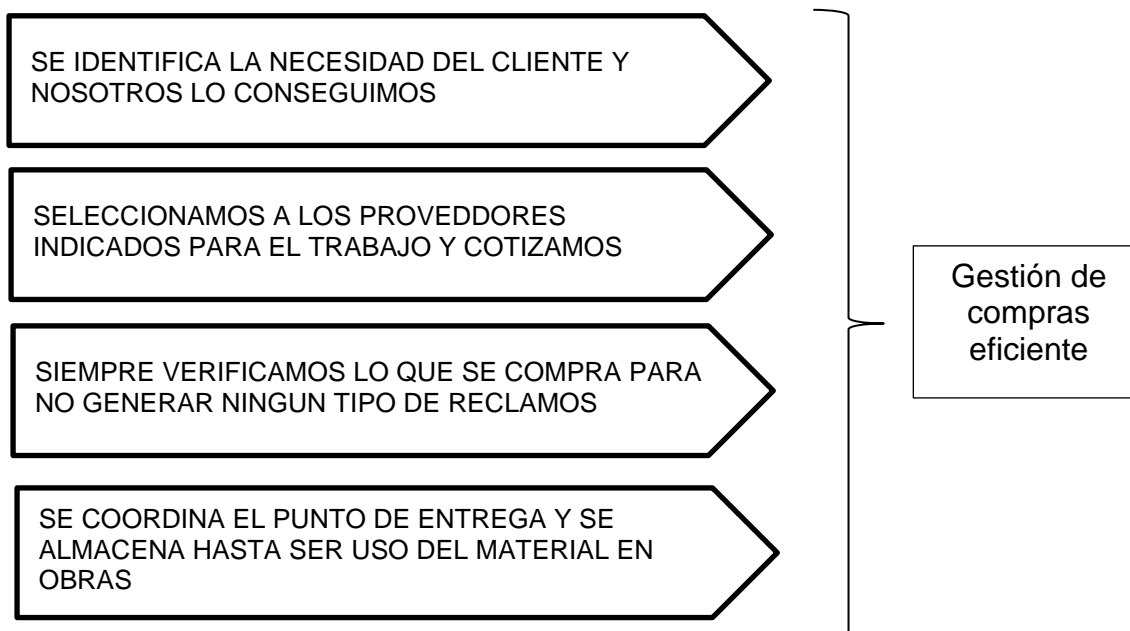 SE IDENTIFICA LA NECESIDAD DEL CLIENTE Y
NOSOTROS LO CONSEGUIMOS
SELECCIONAMOS A LOS PROVEDDORES
INDICADOS PARA EL TRABAJO Y COTIZAMOS
SIEMPRE VERIFICAMOS LO QUE SE COMPRA PARA
NO GENERAR NINGUN TIPO DE RECLAMOS
SE COORDINA EL PUNTO DE ENTREGA Y SE
ALMACENA HASTA SER USO DEL MATERIAL EN
OBRAS
Gestión de
compras
eficiente